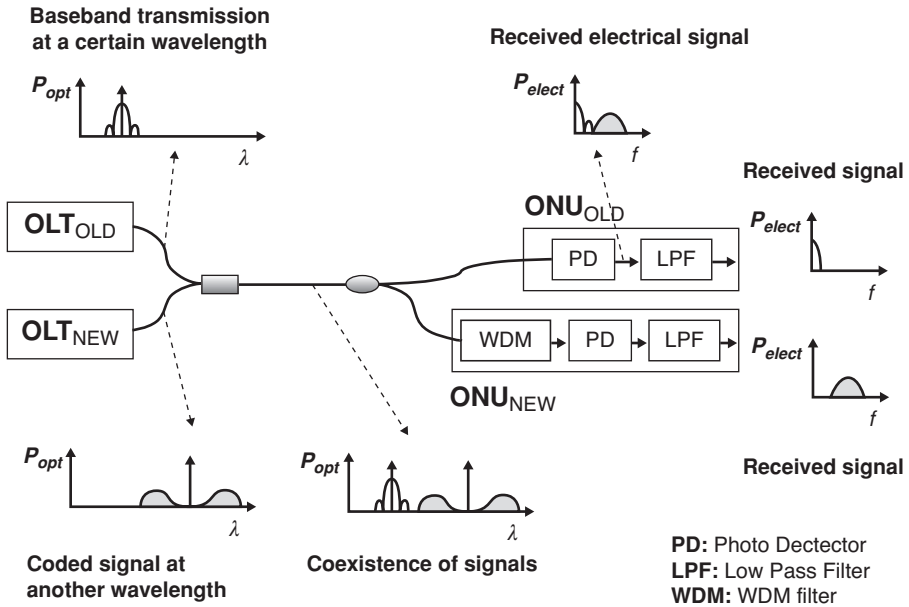 Baseband transmission
at a certain wavelength
Received electrical signal
P_opt
λ
P_elect
f
Received signal
OLT_OLD
ONU_OLD
PD
LPF
P_elect
f
OLT_NEW
WDM
PD
LPF
ONU_NEW
P_elect
f
P_opt
λ
P_opt
λ
Received signal
Coded signal at
another wavelength
Coexistence of signals
PD: Photo Dectector
LPF: Low Pass Filter
WDM: WDM filter